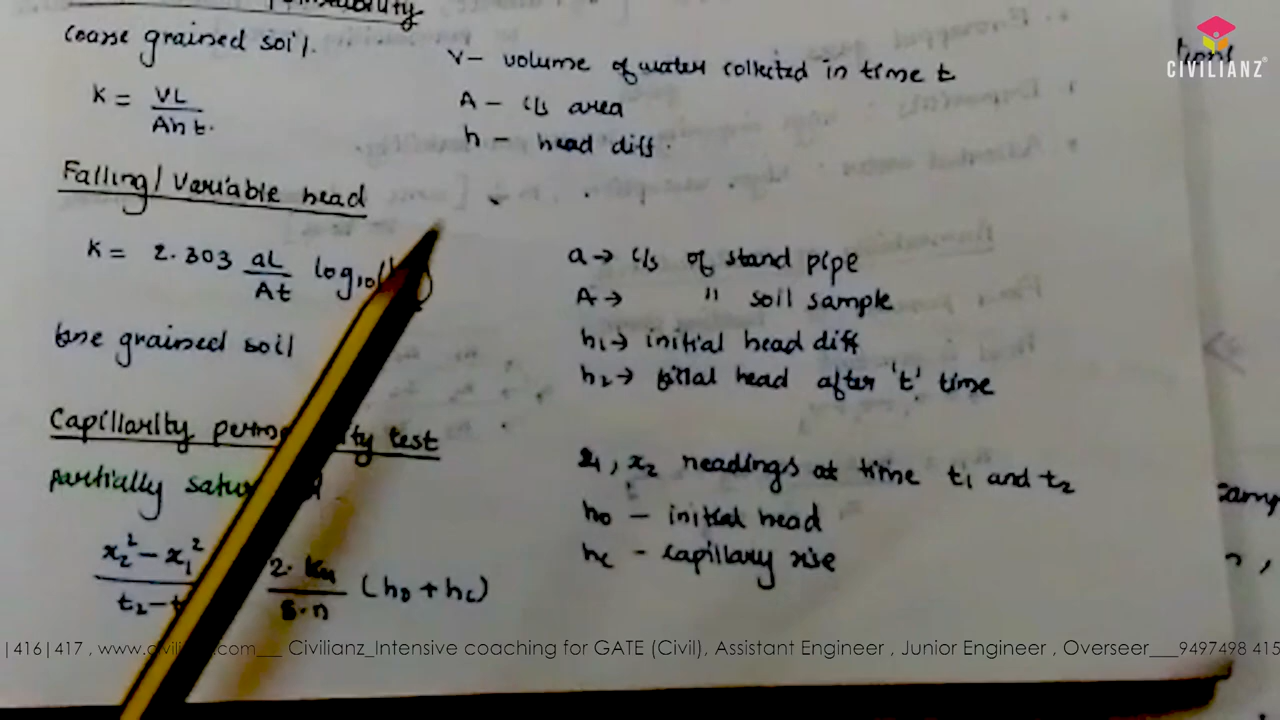 coarse grained soil.
V- volume of water collected in time t
K = VL / Aht.
A - c/s area
h - head diff.
Falling/Variable head
K = 2.303 aL / At log10(
a → c/s of stand pipe
A → " soil sample
h1 → initial head diff
fine grained soil
h2 → final head after 't' time
Capillarity test
Partially
x1, x2 readings at time t1 and t2
h0 - initial head
hc - capillary rise
x2² - x1² / t2 - 2. Ku / S.n (h0 + hc)
CIVILIANZ
|416|417 , www.civilianz.com___ Civilianz_Intensive coaching for GATE (Civil), Assistant Engineer , Junior Engineer , Overseer___9497498 415